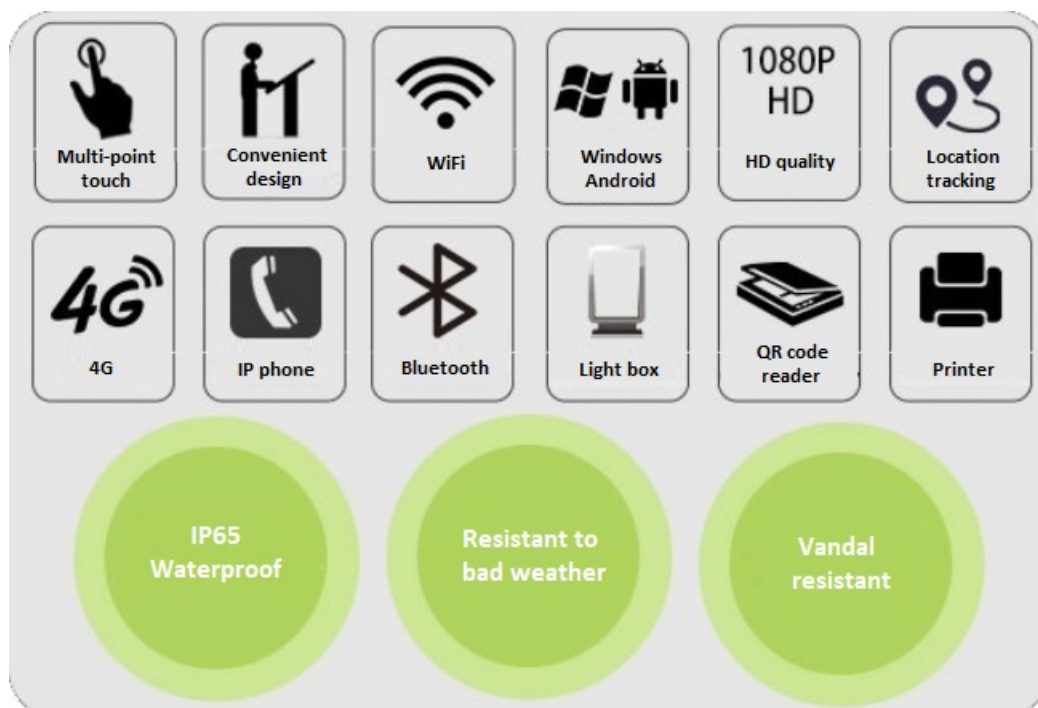 Multi-point
touch
Convenient
design
WiFi
Windows
Android
1080P
HD
HD quality
Location
tracking
4G
4G
IP phone
Bluetooth
Light box
QR code
reader
Printer
IP65
Waterproof
Resistant to
bad weather
Vandal
resistant